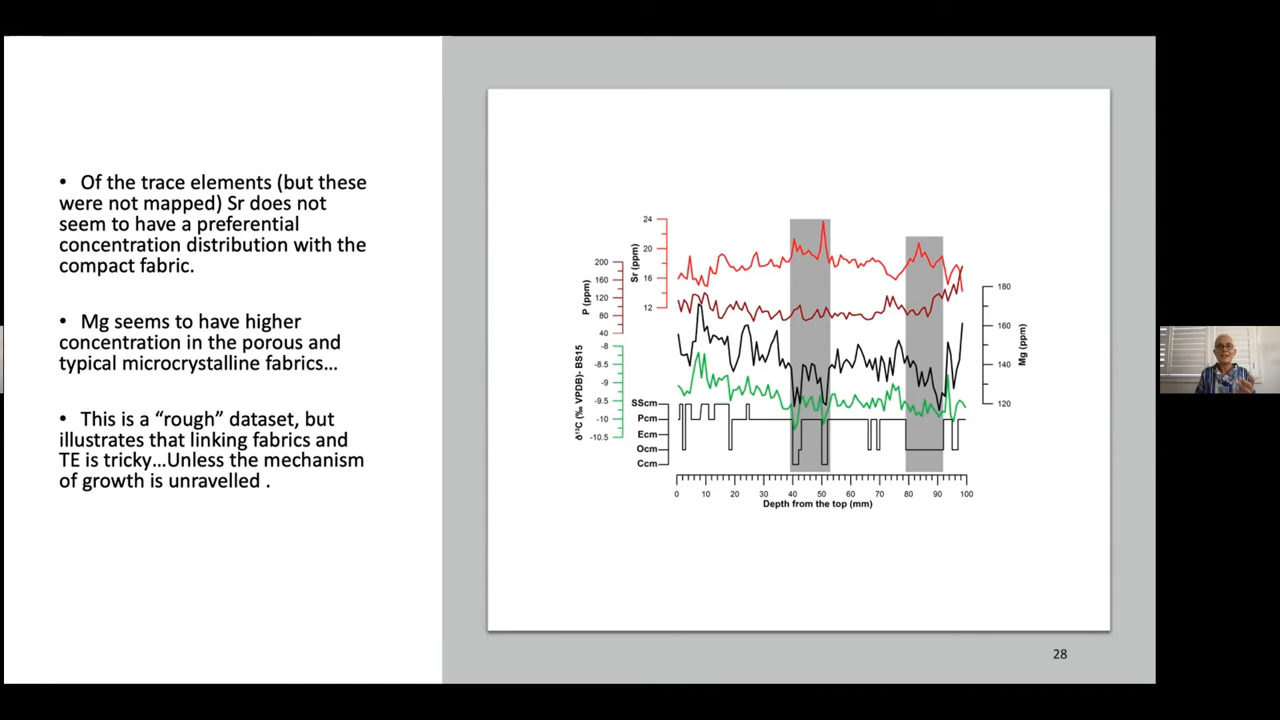 • Of the trace elements (but these
were not mapped) Sr does not
seem to have a preferential
concentration distribution with the
compact fabric.
• Mg seems to have higher
concentration in the porous and
typical microcrystalline fabrics...
• This is a “rough” dataset, but
illustrates that linking fabrics and
TE is tricky...Unless the mechanism
of growth is unravelled .
24
20
16
12
Sr (ppm)
200
160
120
80
40
P (ppm)
180
160
140
120
Mg (ppm)
-8
-8.5
-9
-9.5
-10
-10.5
δ¹³C (‰ VPDB)- BS15
SScm
Pcm
Ecm
Ocm
Ccm
0 10 20 30 40 50 60 70 80 90 100
Depth from the top (mm)
28